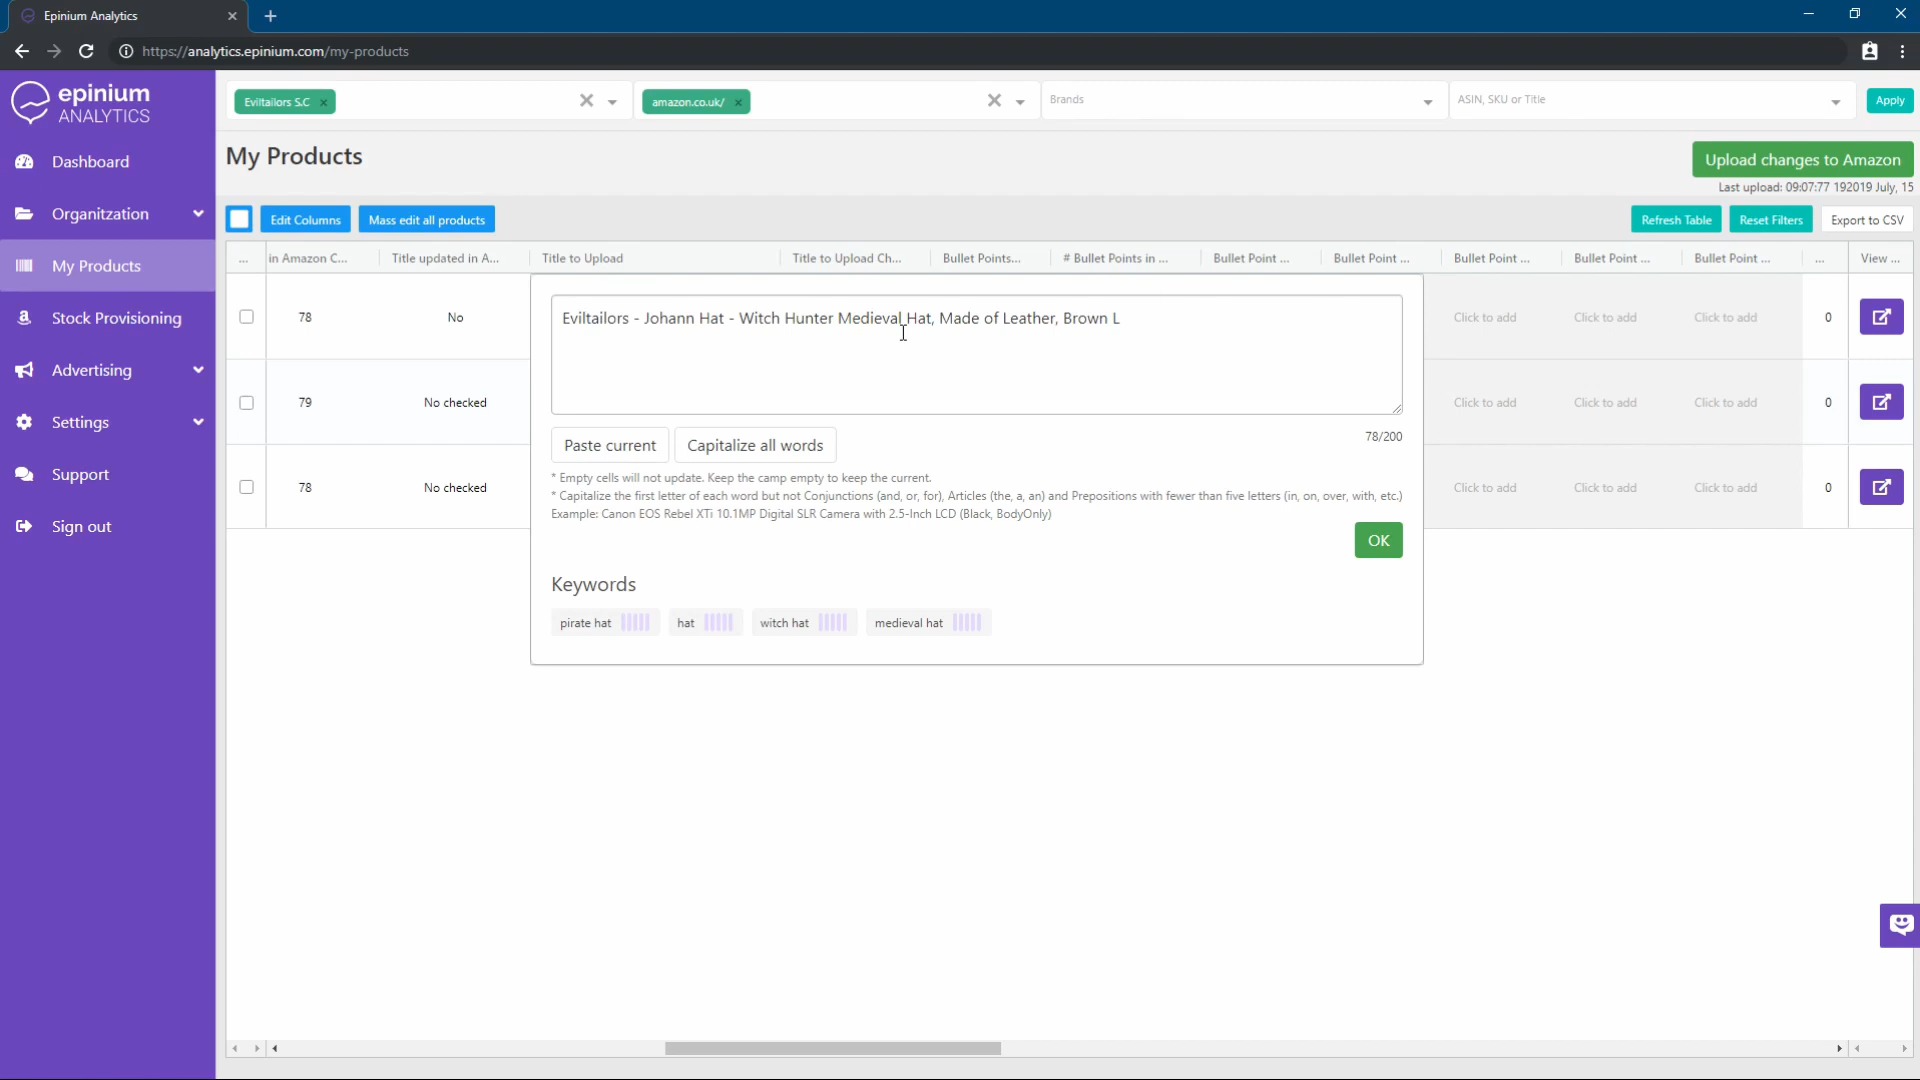 Epinium Analytics
https://analytics.epinium.com/my-products
epinium
ANALYTICS
Dashboard
Organitzation
My Products
Stock Provisioning
Advertising
Settings
Support
Sign out
Eviltailors S.C
amazon.co.uk/
Brands
ASIN, SKU or Title
Apply
My Products
Upload changes to Amazon
Last upload: 09:07:77 192019 July, 15
Edit Columns
Mass edit all products
Refresh Table
Reset Filters
Export to CSV
... in Amazon C... Title updated in A... Title to Upload Title to Upload Ch... Bullet Points... # Bullet Points in ... Bullet Point ... Bullet Point ... Bullet Point ... Bullet Point ... Bullet Point ... ... View ...
78 No Click to add Click to add Click to add 0
79 No checked Click to add Click to add Click to add 0
78 No checked Click to add Click to add Click to add 0
Eviltailors - Johann Hat - Witch Hunter Medieval Hat, Made of Leather, Brown L
Paste current
Capitalize all words
78/200
* Empty cells will not update. Keep the camp empty to keep the current.
* Capitalize the first letter of each word but not Conjunctions (and, or, for), Articles (the, a, an) and Prepositions with fewer than five letters (in, on, over, with, etc.)
Example: Canon EOS Rebel XTi 10.1MP Digital SLR Camera with 2.5-Inch LCD (Black, BodyOnly)
OK
Keywords
pirate hat
hat
witch hat
medieval hat